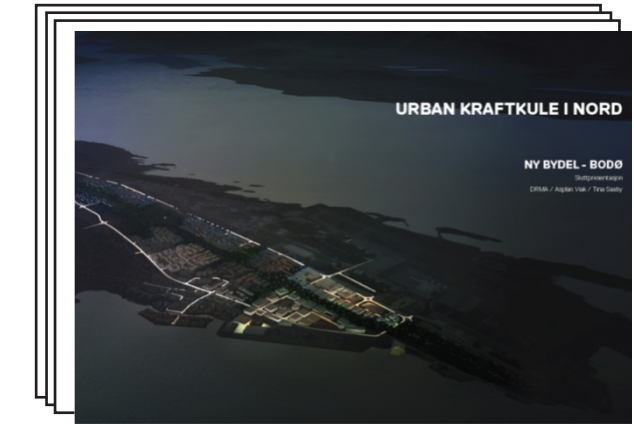 URBAN KRAFTKULE I NORD
NY BYDEL - BODØ
Sluttpresentasjon
DRMA / Asplan Viak / Tina Saaby